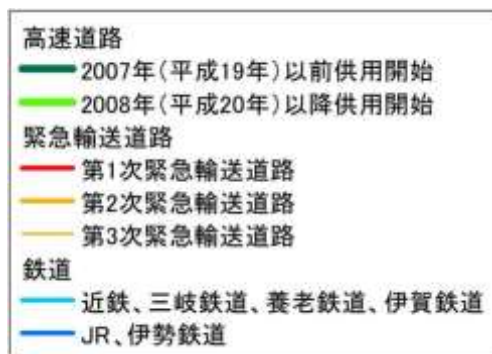 高速道路
2007年(平成19年)以前供用開始
2008年(平成20年)以降供用開始
緊急輸送道路
第1次緊急輸送道路
第2次緊急輸送道路
第3次緊急輸送道路
鉄道
近鉄、三岐鉄道、養老鉄道、伊賀鉄道
JR、伊勢鉄道